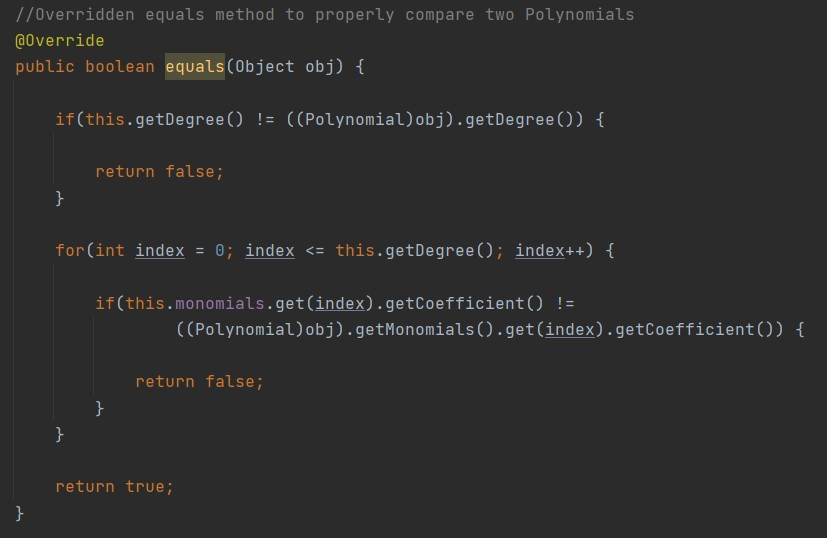 //Overridden equals method to properly compare two Polynomials
@Override
public boolean equals(Object obj) {
if(this.getDegree() != ((Polynomial)obj).getDegree()) {
return false;
}
for(int index = 0; index <= this.getDegree(); index++) {
if(this.monomials.get(index).getCoefficient() !=
((Polynomial)obj).getMonomials().get(index).getCoefficient()) {
return false;
}
}
return true;
}